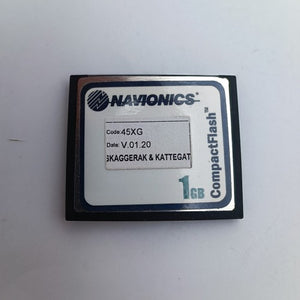 NAVIONICS
Code: 45XG
Date: V.01.20
SKAGGERAK & KATTEGAT
CompactFlash
1GB